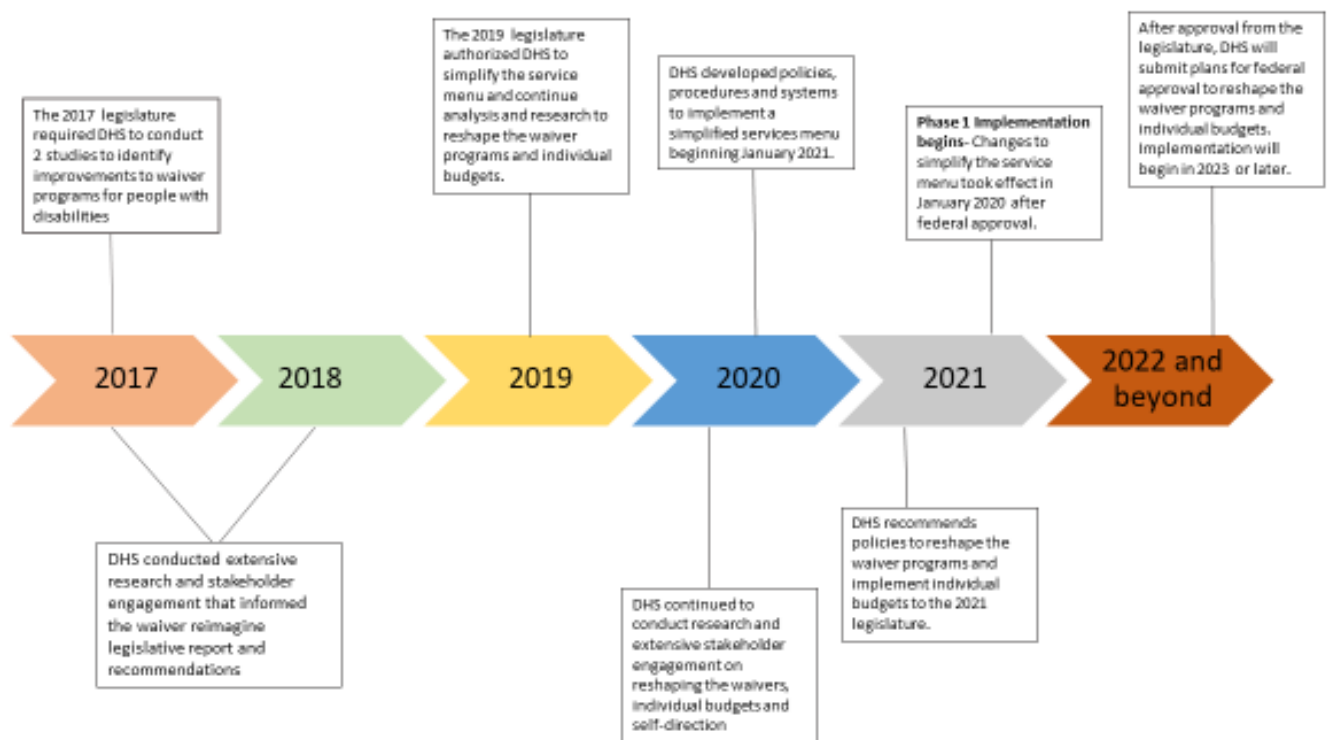 The 2017 legislature
required DHS to conduct
2 studies to identify
improvements to waiver
programs for people with
disabilities
The 2019 legislature
authorized DHS to
simplify the service
menu and continue
analysis and research to
reshape the waiver
programs and individual
budgets.
DHS developed policies,
procedures and systems
to implement a
simplified services menu
beginning January 2021.
Phase 1 Implementation
begins- Changes to
simplify the service
menu took effect in
January 2020 after
federal approval.
After approval from the
legislature, DHS will
submit plans for federal
approval to reshape the
waiver programs and
individual budgets.
Implementation will
begin in 2023 or later.
2017
2018
2019
2020
2021
2022 and
beyond
DHS conducted extensive
research and stakeholder
engagement that informed
the waiver reimagine
legislative report and
recommendations
DHS continued to
conduct research and
extensive stakeholder
engagement on
reshaping the waivers,
individual budgets and
self-direction
DHS recommends
policies to reshape the
waiver programs and
implement individual
budgets to the 2021
legislature.